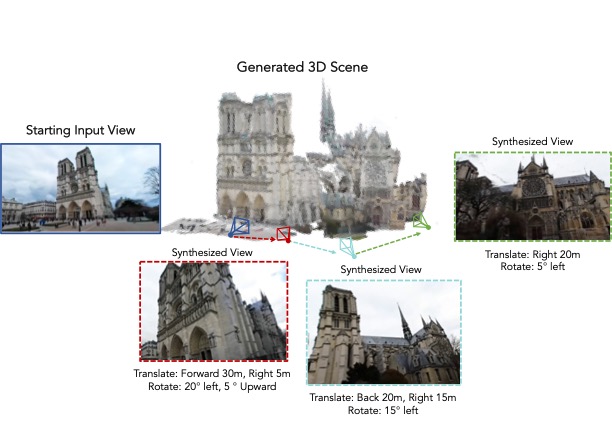 Generated 3D Scene
Starting Input View
Synthesized View
Translate: Right 20m
Rotate: 5° left
Synthesized View
Translate: Forward 30m, Right 5m
Rotate: 20° left, 5 ° Upward
Synthesized View
Translate: Back 20m, Right 15m
Rotate: 15° left